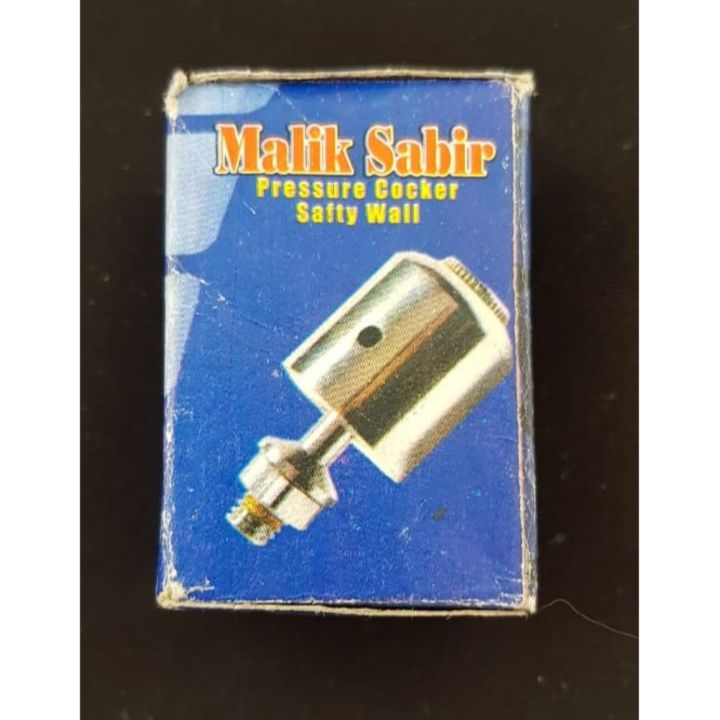 Malik Sabir
Pressure Cocker
Safty Wall